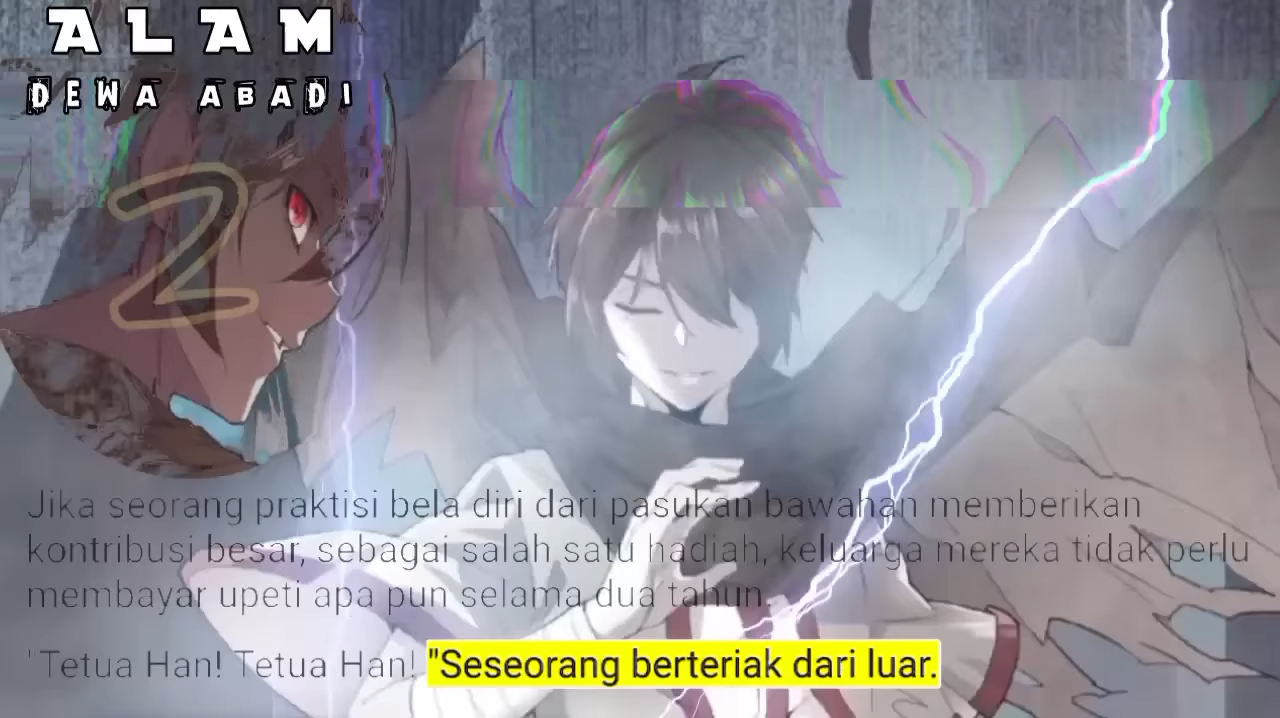 ALAM
DEWA ABADI
2
Jika seorang praktisi bela diri dari pasukan bawahan memberikan
kontribusi besar, sebagai salah satu hadiah, keluarga mereka tidak perlu
membayar upeti apa pun selama dua tahun.
"Tetua Han! Tetua Han! "Seseorang berteriak dari luar.